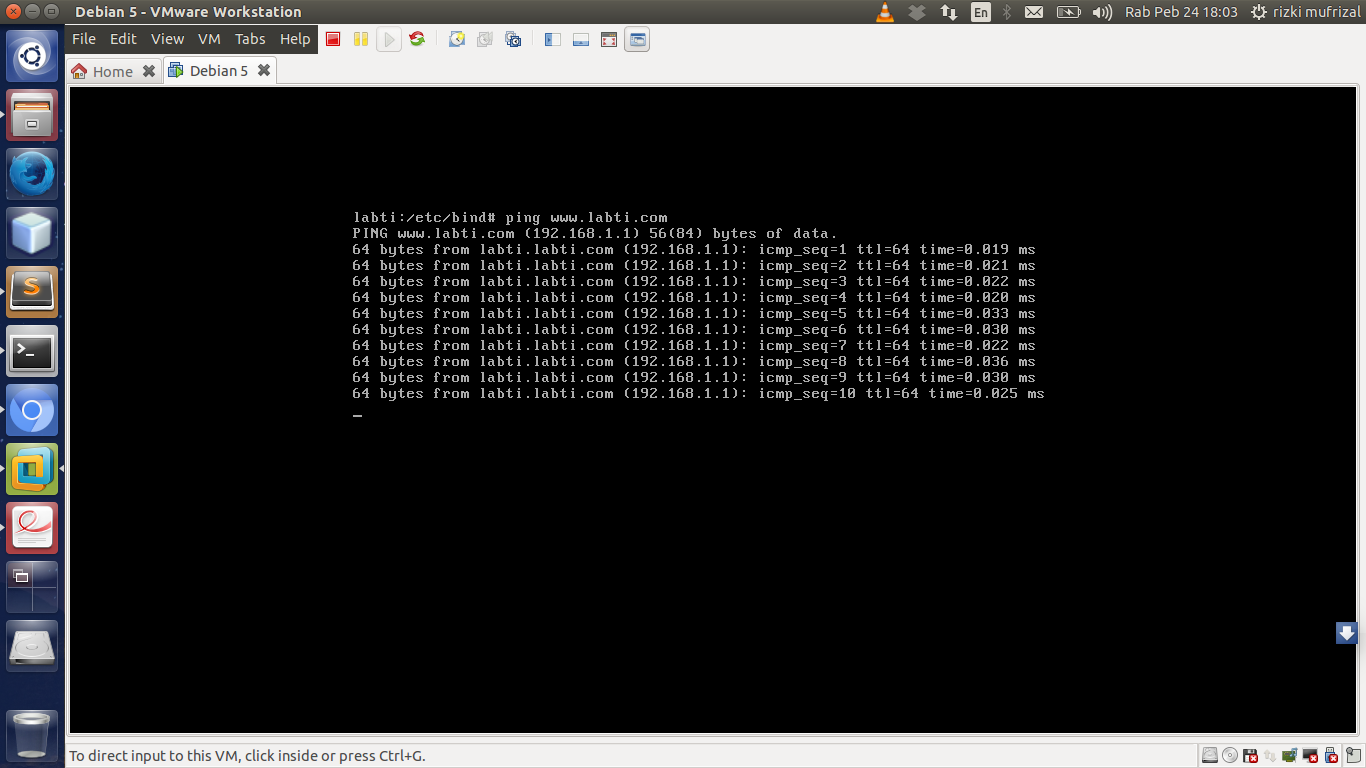 Debian 5 - VMware Workstation
En
Rab Peb 24 18:03
rizki mufrizal
File Edit View VM Tabs Help
Home
Debian 5
labti:/etc/bind# ping www.labti.com
PING www.labti.com (192.168.1.1) 56(84) bytes of data.
64 bytes from labti.labti.com (192.168.1.1): icmp_seq=1 ttl=64 time=0.019 ms
64 bytes from labti.labti.com (192.168.1.1): icmp_seq=2 ttl=64 time=0.021 ms
64 bytes from labti.labti.com (192.168.1.1): icmp_seq=3 ttl=64 time=0.022 ms
64 bytes from labti.labti.com (192.168.1.1): icmp_seq=4 ttl=64 time=0.020 ms
64 bytes from labti.labti.com (192.168.1.1): icmp_seq=5 ttl=64 time=0.033 ms
64 bytes from labti.labti.com (192.168.1.1): icmp_seq=6 ttl=64 time=0.030 ms
64 bytes from labti.labti.com (192.168.1.1): icmp_seq=7 ttl=64 time=0.022 ms
64 bytes from labti.labti.com (192.168.1.1): icmp_seq=8 ttl=64 time=0.036 ms
64 bytes from labti.labti.com (192.168.1.1): icmp_seq=9 ttl=64 time=0.030 ms
64 bytes from labti.labti.com (192.168.1.1): icmp_seq=10 ttl=64 time=0.025 ms
To direct input to this VM, click inside or press Ctrl+G.